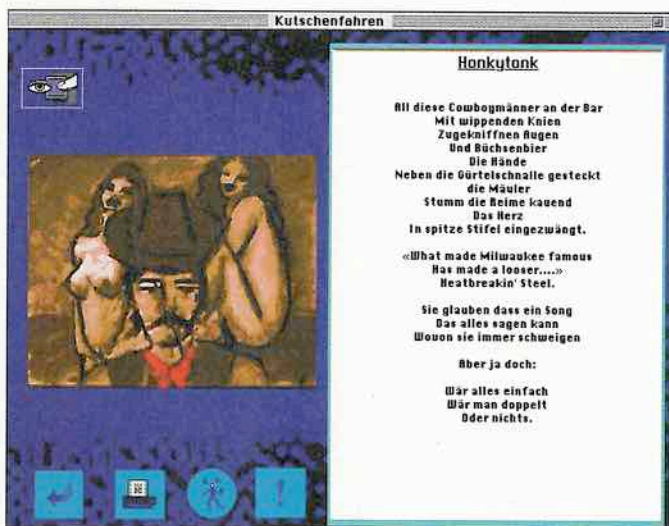 Kutschenfahren
Honkytonk
All diese Cowboymänner an der Bar
Mit wippenden Knien
Zugekniffnen Augen
Und Büchsenbier
Die Hände
Neben die Gürtelschnalle gesteckt
die Mäuler
Stumm die Reime kauend
Das Herz
In spitze Stifel eingezwängt.
«What made Milwaukee famous
Has made a looser....»
Heatbreakin' Steel.
Sie glauben dass ein Song
Das alles sagen kann
Wovon sie immer schweigen
Aber ja doch:
Wär alles einfach
Wär man doppelt
Oder nichts.
!